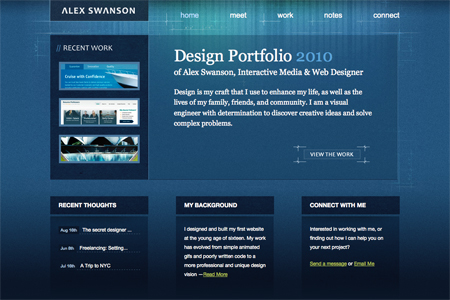 ALEX SWANSON
home meet work notes connect
// RECENT WORK
Cruise with Confidence
Design Portfolio 2010
of Alex Swanson, Interactive Media & Web Designer
Design is my craft that I use to enhance my life, as well as the
lives of my family, friends, and community. I am a visual
engineer with determination to discover creative ideas and solve
complex problems.
VIEW THE WORK
RECENT THOUGHTS
Aug 16th The secret designer ...
Jun 8th Freelancing: Setting...
Jul 16th A Trip to NYC
MY BACKGROUND
I designed and built my first website
at the young age of sixteen. My work
has evolved from simple animated
gifs and poorly written code to a
more professional and unique design
vision —Read More
CONNECT WITH ME
Interested in working with me, or
finding out how I can help you on
your next project?
Send a message or Email Me